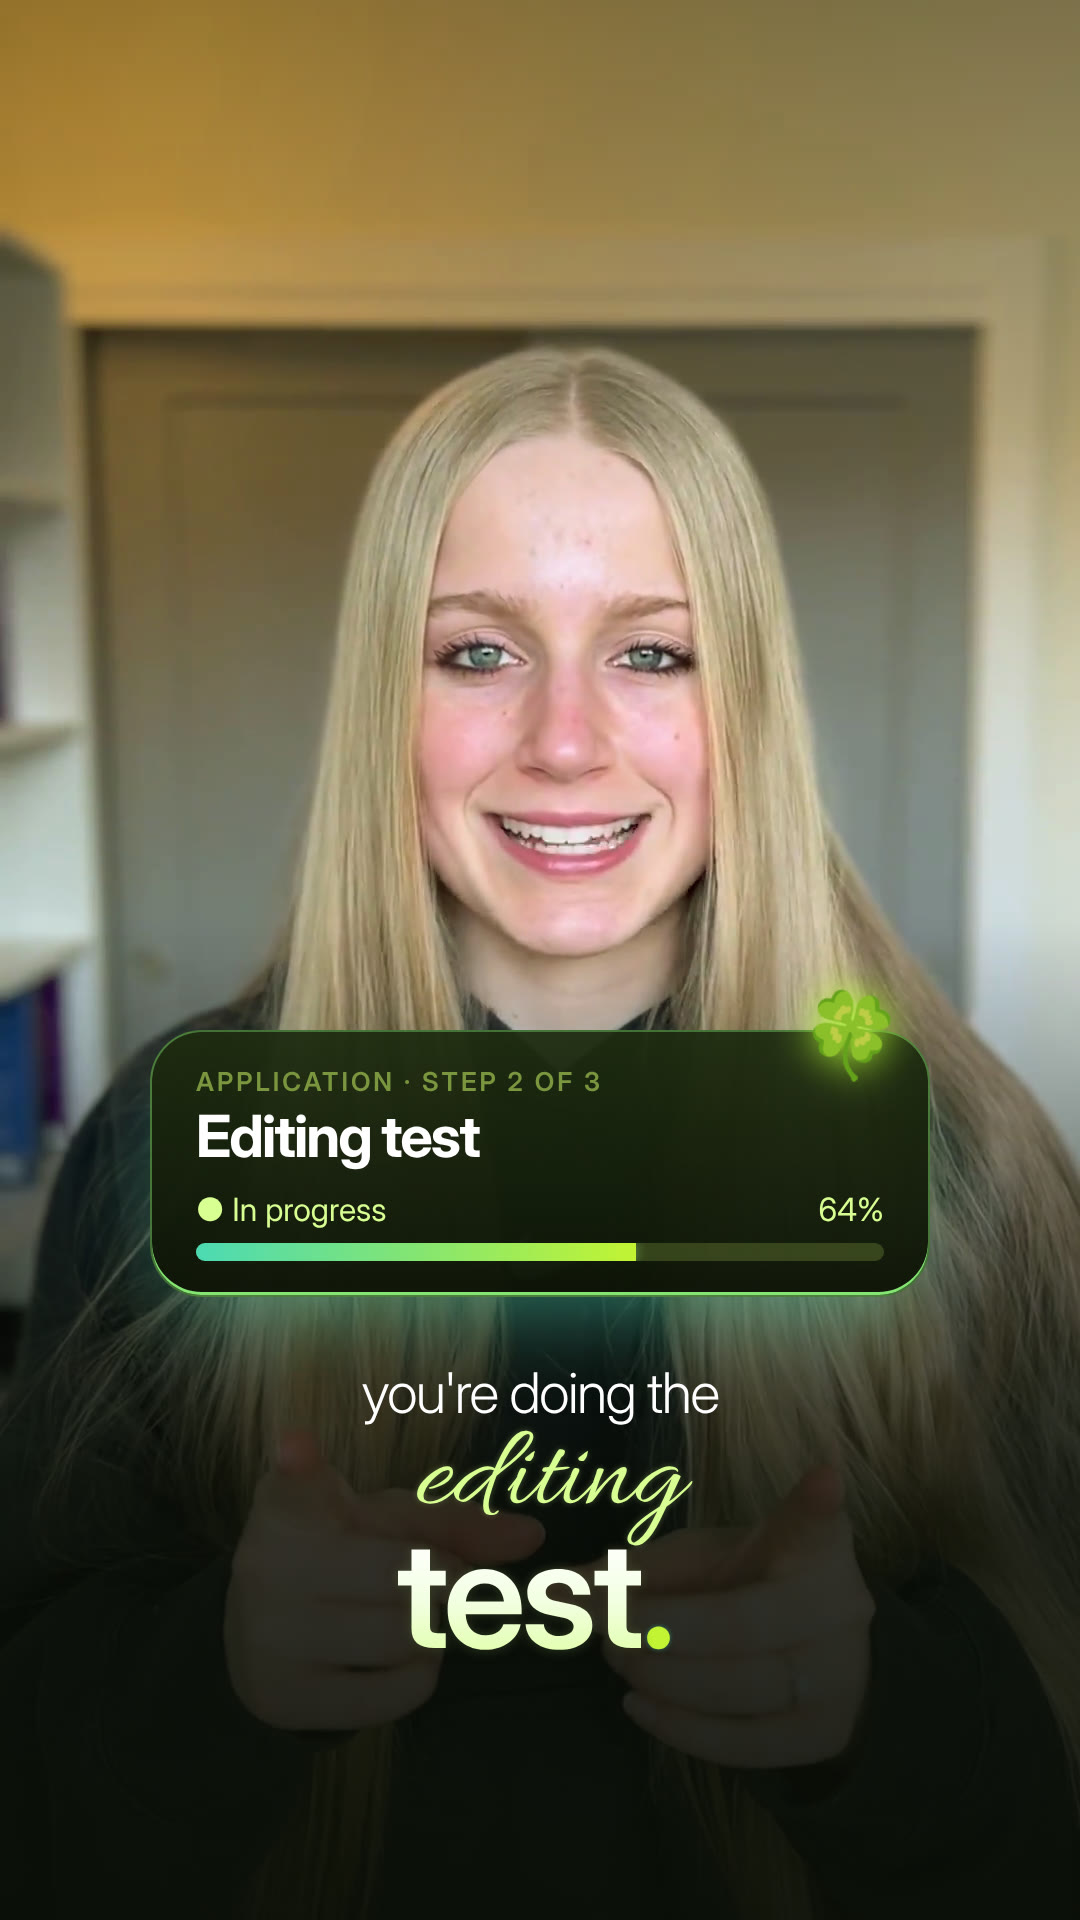 APPLICATION · STEP 2 OF 3
Editing test
In progress 64%
you're doing the
editing
test.